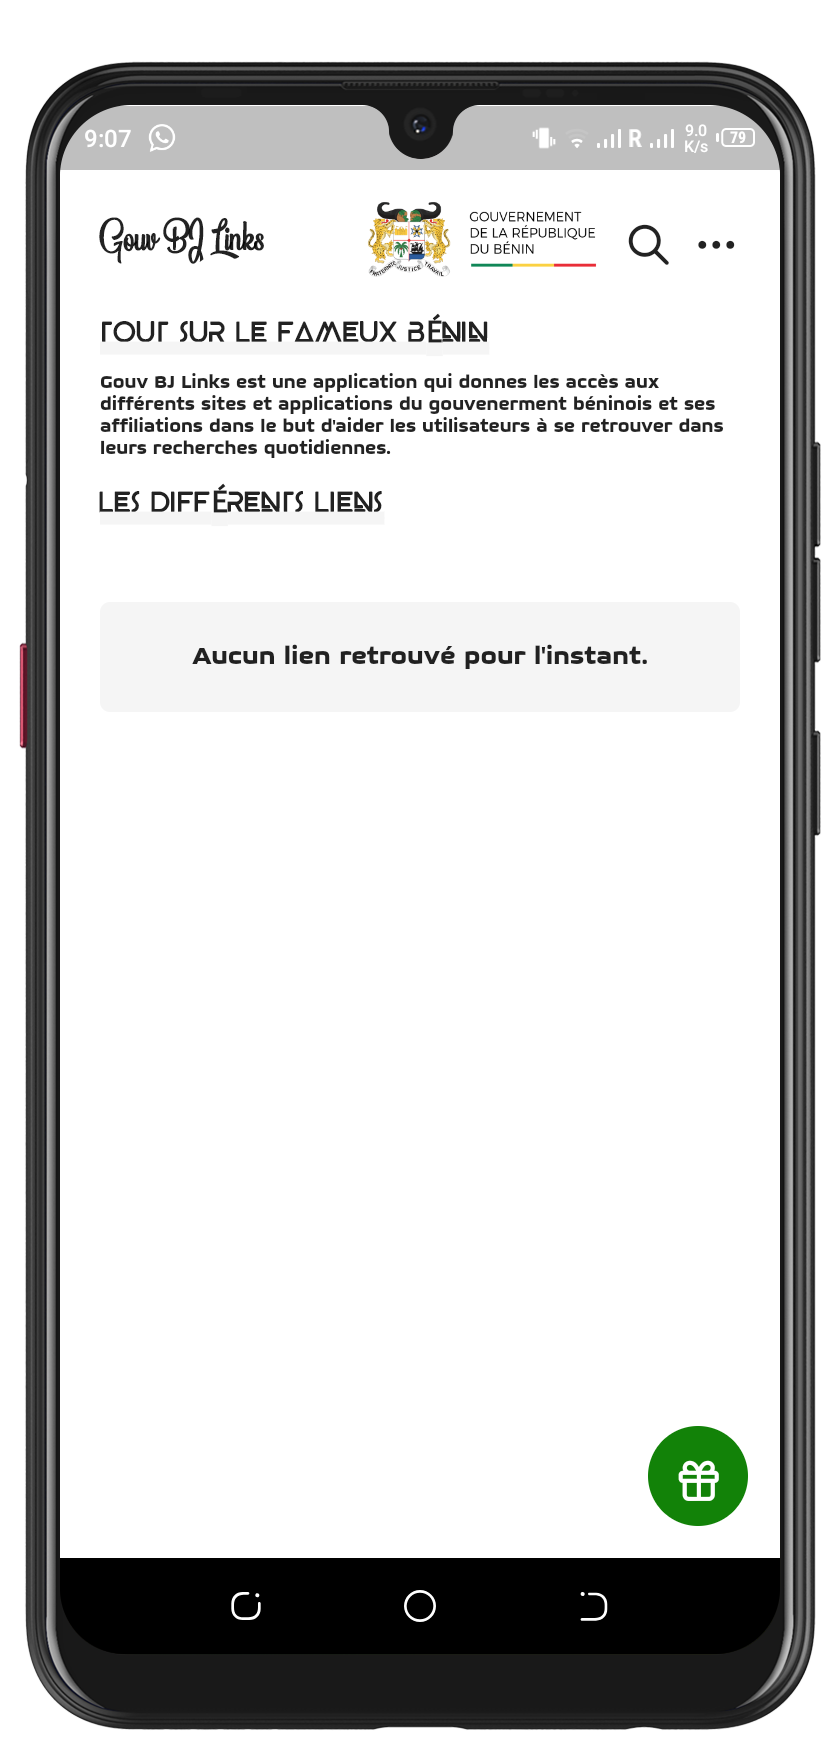 9:07
R
9.0
K/s
79
Gouv BJ Links
FRATERNITÉ JUSTICE TRAVAIL
GOUVERNEMENT
DE LA RÉPUBLIQUE
DU BÉNIN
TOUT SUR LE FAMEUX BÉNIN
Gouv BJ Links est une application qui donnes les accès aux
différents sites et applications du gouvenerment béninois et ses
affiliations dans le but d'aider les utilisateurs à se retrouver dans
leurs recherches quotidiennes.
LES DIFFÉRENTS LIENS
Aucun lien retrouvé pour l'instant.